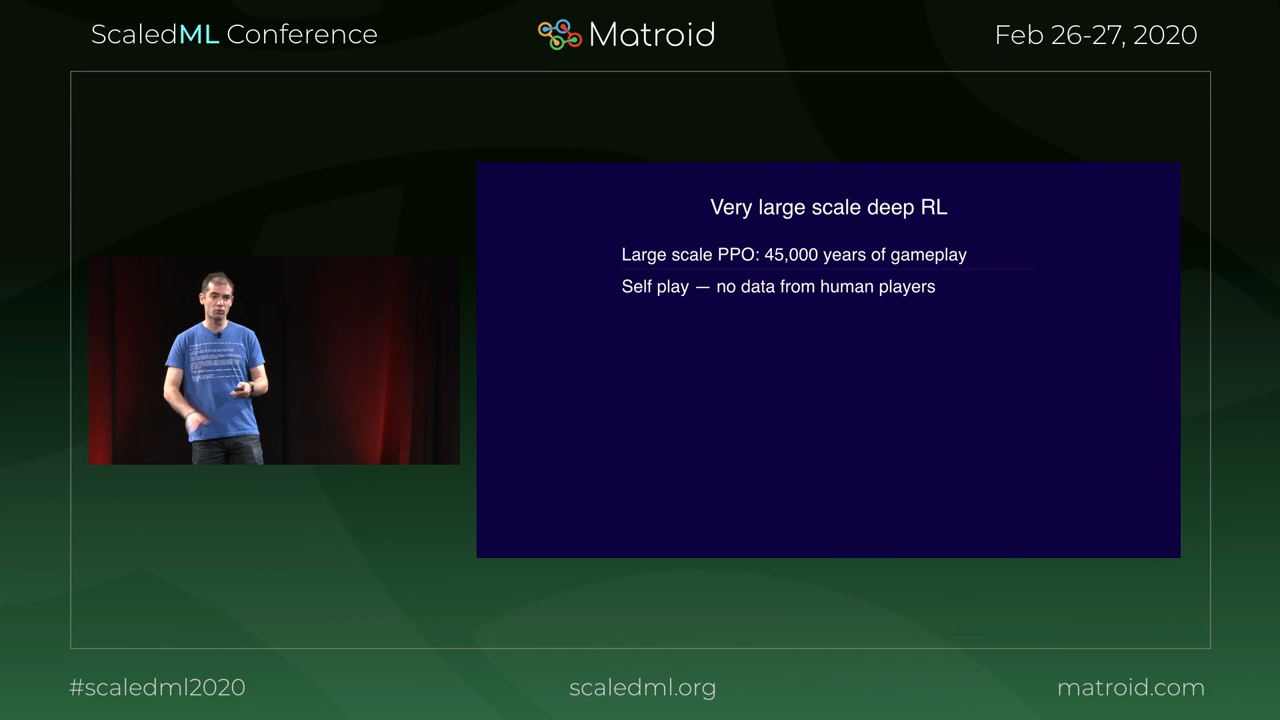 ScaledML Conference
Matroid
Feb 26-27, 2020
Very large scale deep RL
Large scale PPO: 45,000 years of gameplay
Self play — no data from human players
#scaledml2020
scaledml.org
matroid.com